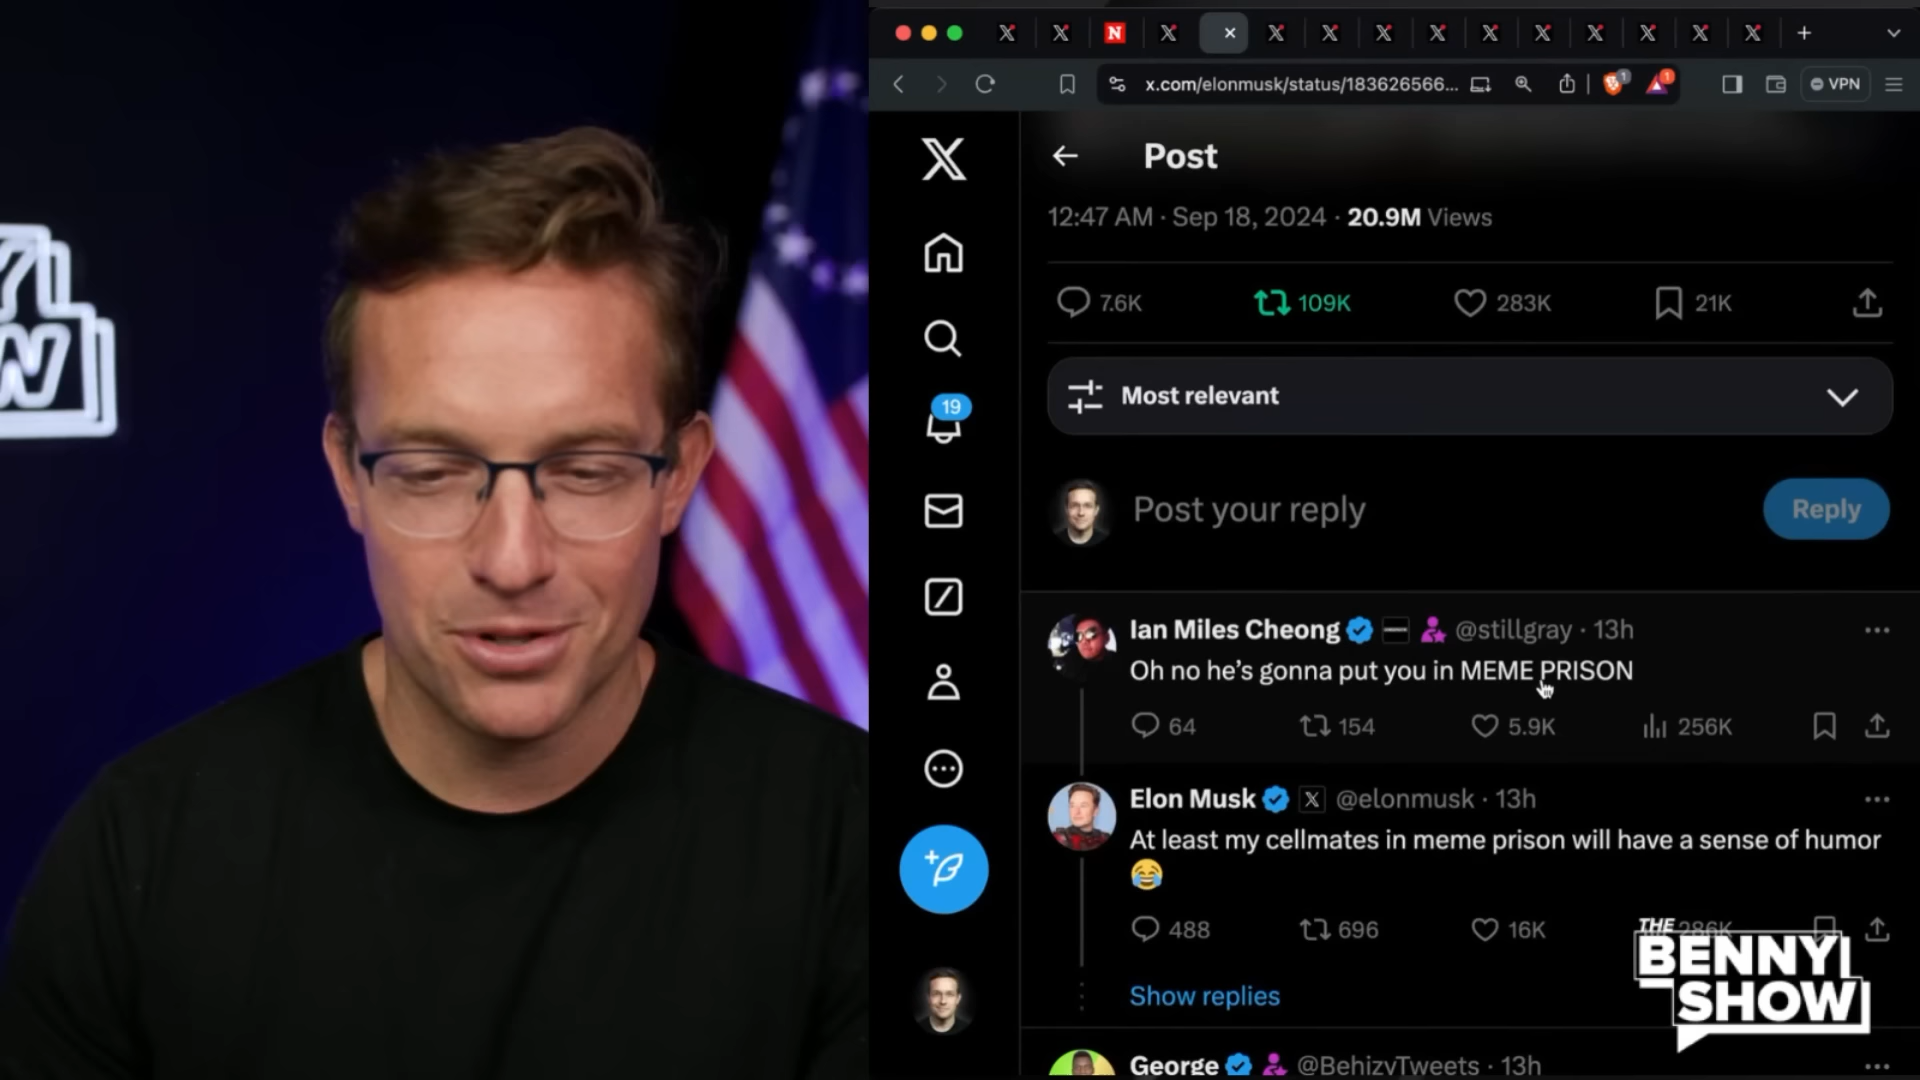 Y
W
N
x.com/elonmusk/status/183626566...
1
1
VPN
Post
12:47 AM · Sep 18, 2024 · 20.9M Views
7.6K
109K
283K
21K
Most relevant
19
Post your reply
Reply
Ian Miles Cheong @stillgray · 13h
Oh no he's gonna put you in MEME PRISON
64
154
5.9K
256K
Elon Musk @elonmusk · 13h
At least my cellmates in meme prison will have a sense of humor
😂
488
696
16K
286K
Show replies
THE
BENNY
SHOW
George @BehizyTweets · 13h